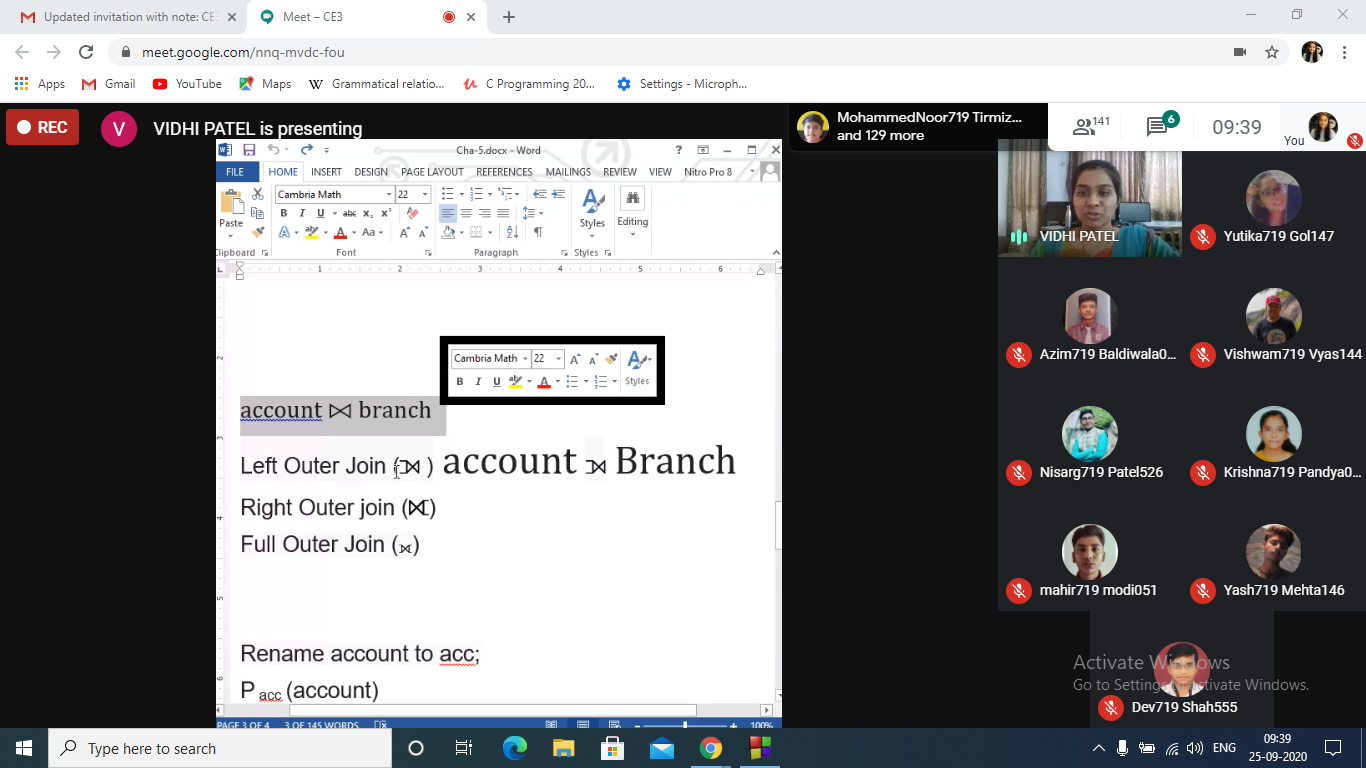 Updated invitation with note: CE
Meet – CE3
meet.google.com/nnq-mvdc-fou
Apps
Gmail
YouTube
Maps
W Grammatical relatio...
C Programming 20...
Settings - Microph...
REC
V
VIDHI PATEL is presenting
MohammedNoor719 Tirmiz...
and 129 more
141
6
09:39
You
Cha-5.docx - Word
FILE HOME INSERT DESIGN PAGE LAYOUT REFERENCES MAILINGS REVIEW VIEW Nitro Pro 8
Cambria Math 22
Paste
Styles
Editing
Clipboard
Font
Paragraph
Styles
1 2 3 4 5 6
Cambria Math 22
B I U
Styles
account ⋈ branch
Left Outer Join (⟕) account ⟕ Branch
Right Outer join (⟖)
Full Outer Join (⋈)
Rename account to acc;
P acc (account)
PAGE 3 OF 4 3 OF 145 WORDS
100%
VIDHI PATEL
Yutika719 Gol147
Azim719 Baldiwala0...
Vishwam719 Vyas144
Nisarg719 Patel526
Krishna719 Pandya0...
mahir719 modi051
Yash719 Mehta146
Dev719 Shah555
Activate Windows
Go to Settings to activate Windows.
Type here to search
ENG
09:39
25-09-2020